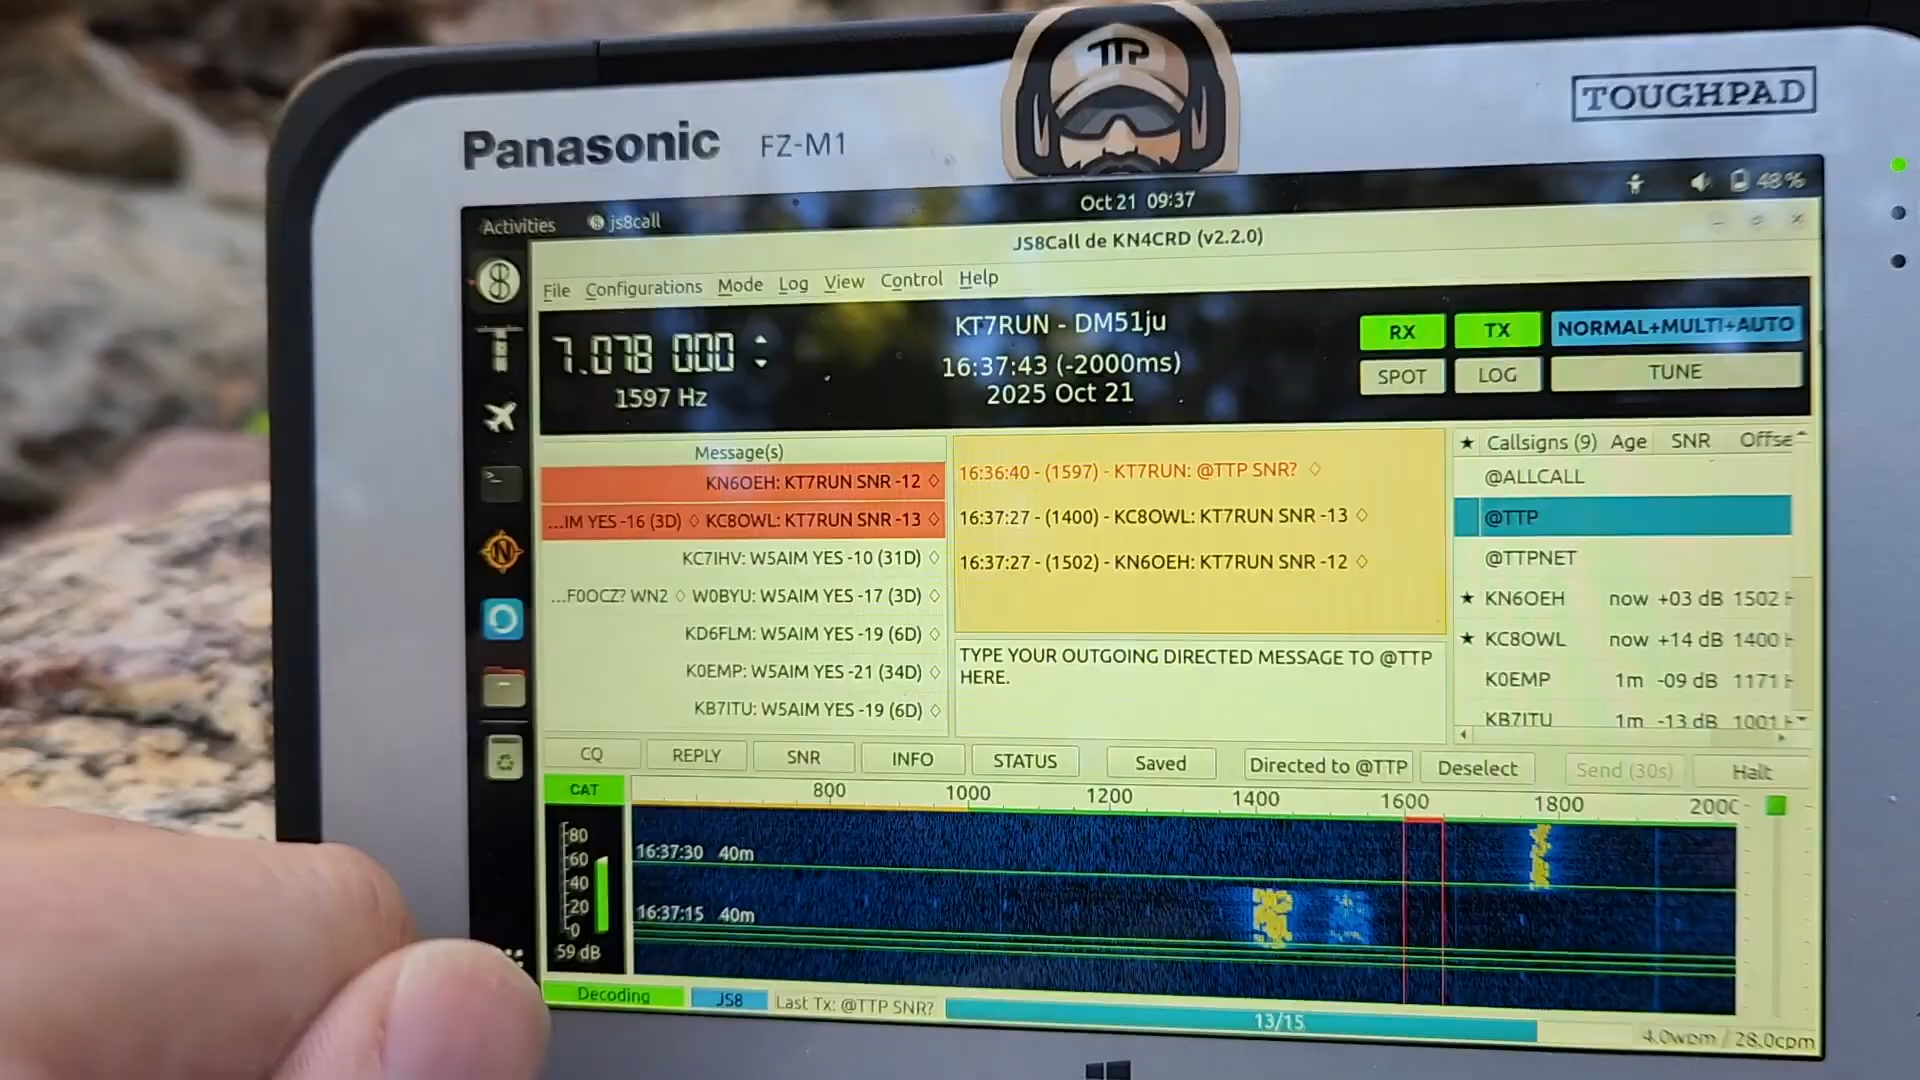 TTP
TOUGHPAD
Panasonic FZ-M1
Oct 21 09:37
48%
Activities js8call
JS8Call de KN4CRD (v2.2.0)
File Configurations Mode Log View Control Help
7.078 000
1597 Hz
KT7RUN - DM51ju
16:37:43 (-2000ms)
2025 Oct 21
RX TX NORMAL+MULTI+AUTO
SPOT LOG TUNE
Message(s)
KN6OEH: KT7RUN SNR -12 ♢
...IM YES -16 (3D) ♢ KC8OWL: KT7RUN SNR -13 ♢
KC7IHV: W5AIM YES -10 (31D) ♢
...F0OCZ? WN2 ♢ W0BYU: W5AIM YES -17 (3D) ♢
KD6FLM: W5AIM YES -19 (6D) ♢
K0EMP: W5AIM YES -21 (34D) ♢
KB7ITU: W5AIM YES -19 (6D) ♢
16:36:40 - (1597) - KT7RUN: @TTP SNR? ♢
16:37:27 - (1400) - KC8OWL: KT7RUN SNR -13 ♢
16:37:27 - (1502) - KN6OEH: KT7RUN SNR -12 ♢
TYPE YOUR OUTGOING DIRECTED MESSAGE TO @TTP
HERE.
★ Callsigns (9) Age SNR Offse
@ALLCALL
@TTP
@TTPNET
★ KN6OEH now +03 dB 1502 H
★ KC8OWL now +14 dB 1400 H
K0EMP 1m -09 dB 1171 H
KB7ITU 1m -13 dB 1001 H
CQ REPLY SNR INFO STATUS Saved Directed to @TTP Deselect Send (30s) Halt
CAT
800 1000 1200 1400 1600 1800 2000
80
60
40
20
0
59 dB
16:37:30 40m
16:37:15 40m
Decoding JS8 Last Tx: @TTP SNR? 13/15 4.0wpm / 28.0cpm